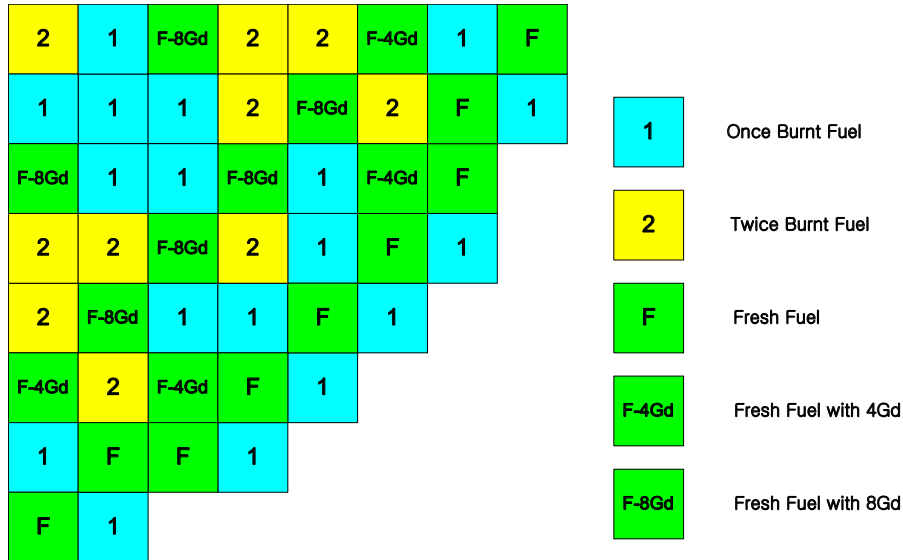 2 1 F-8Gd 2 2 F-4Gd 1 F
1 1 1 2 F-8Gd 2 F 1
F-8Gd 1 1 F-8Gd 1 F-4Gd F
2 2 F-8Gd 2 1 F 1
2 F-8Gd 1 1 F 1
F-4Gd 2 F-4Gd F 1
1 F F 1
F 1
1 Once Burnt Fuel
2 Twice Burnt Fuel
F Fresh Fuel
F-4Gd Fresh Fuel with 4Gd
F-8Gd Fresh Fuel with 8Gd